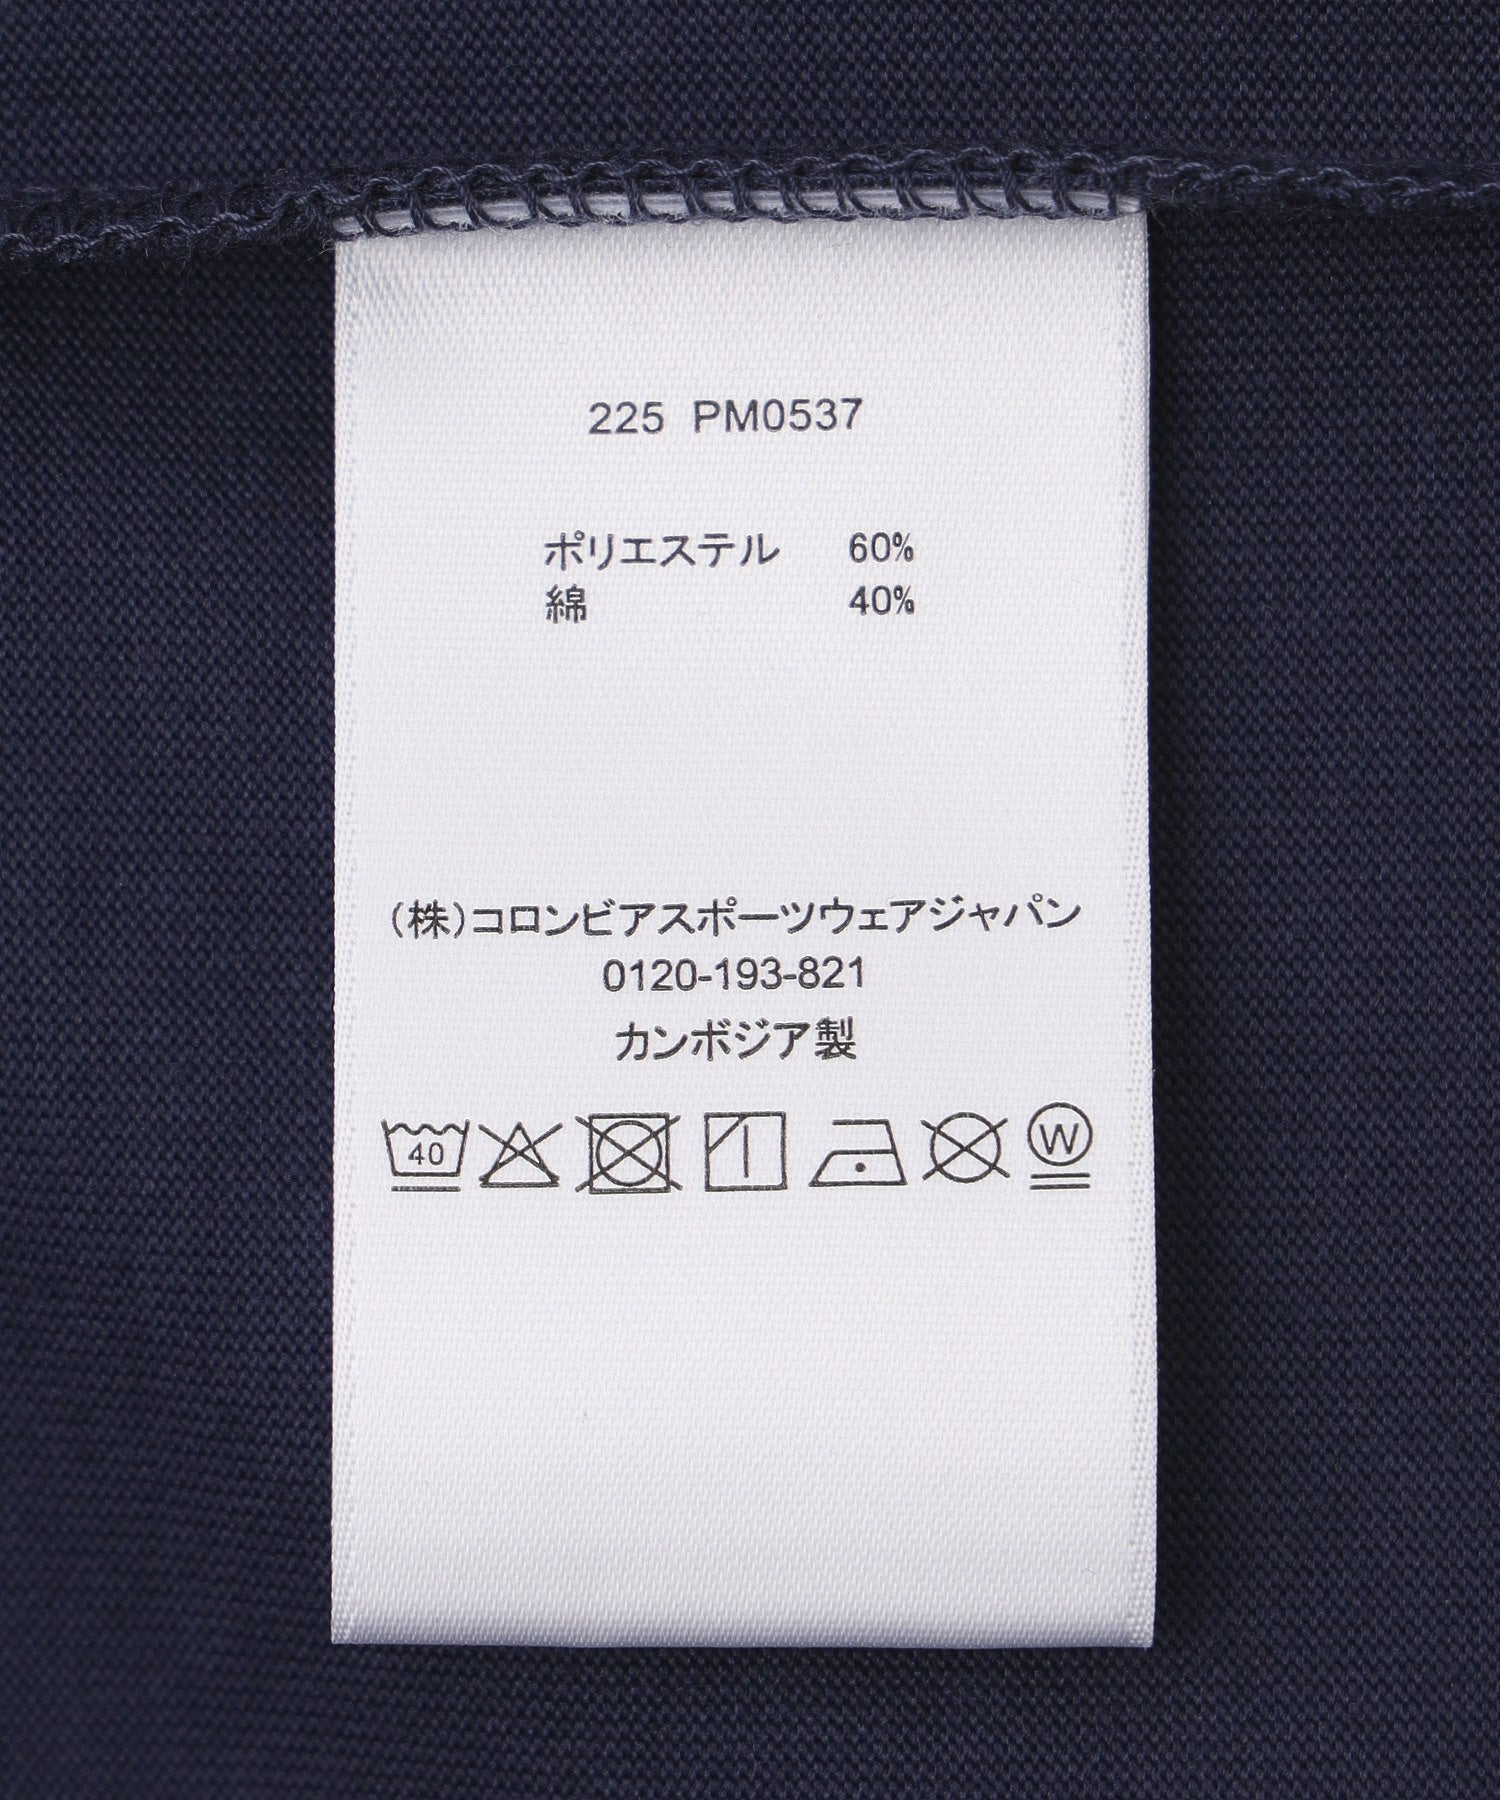 225 PM0537
ポリエステル 60%
綿 40%
(株)コロンビアスポーツウェアジャパン
0120-193-821
カンボジア製
40 W